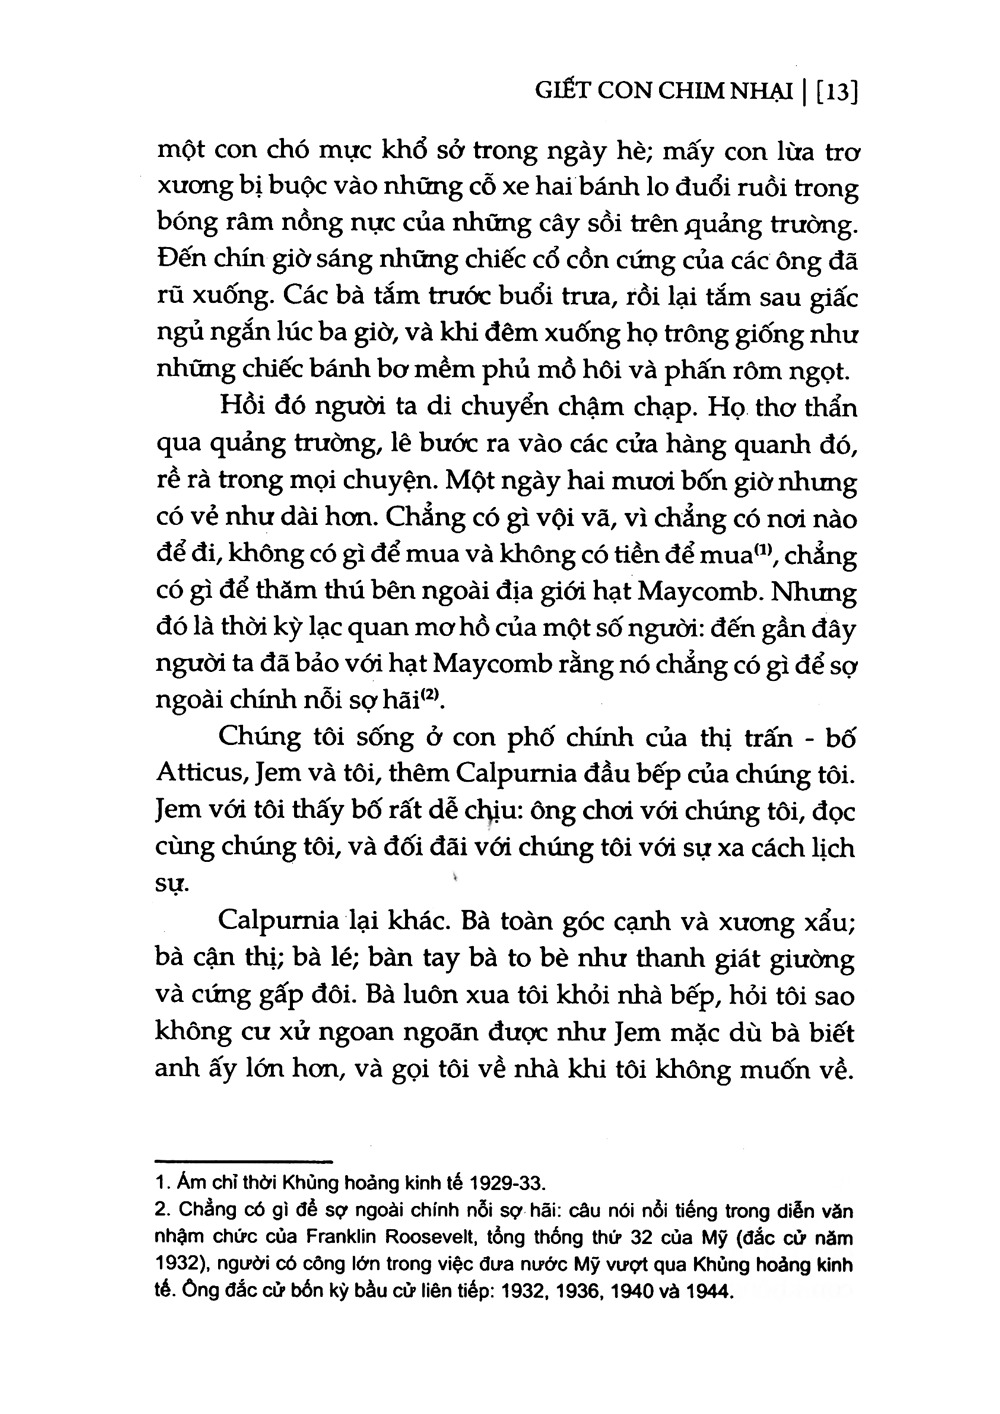 GIẾT CON CHIM NHẠI | [13]
một con chó mực khổ sở trong ngày hè; mấy con lừa trơ
xương bị buộc vào những cỗ xe hai bánh lo đuổi ruồi trong
bóng râm nồng nực của những cây sồi trên quảng trường.
Đến chín giờ sáng những chiếc cổ cồn cứng của các ông đã
rũ xuống. Các bà tắm trước buổi trưa, rồi lại tắm sau giấc
ngủ ngắn lúc ba giờ, và khi đêm xuống họ trông giống như
những chiếc bánh bơ mềm phủ mồ hôi và phấn rôm ngọt.
Hồi đó người ta di chuyển chậm chạp. Họ thơ thẩn
qua quảng trường, lê bước ra vào các cửa hàng quanh đó,
rề rà trong mọi chuyện. Một ngày hai mươi bốn giờ nhưng
có vẻ như dài hơn. Chẳng có gì vội vã, vì chẳng có nơi nào
để đi, không có gì để mua và không có tiền để mua(1), chẳng
có gì để thăm thú bên ngoài địa giới hạt Maycomb. Nhưng
đó là thời kỳ lạc quan mơ hồ của một số người: đến gần đây
người ta đã bảo với hạt Maycomb rằng nó chẳng có gì để sợ
ngoài chính nỗi sợ hãi(2).
Chúng tôi sống ở con phố chính của thị trấn - bố
Atticus, Jem và tôi, thêm Calpurnia đầu bếp của chúng tôi.
Jem với tôi thấy bố rất dễ chịu: ông chơi với chúng tôi, đọc
cùng chúng tôi, và đối đãi với chúng tôi với sự xa cách lịch
sự.
Calpurnia lại khác. Bà toàn góc cạnh và xương xẩu;
bà cận thị; bà lé; bàn tay bà to bè như thanh giát giường
và cứng gấp đôi. Bà luôn xua tôi khỏi nhà bếp, hỏi tôi sao
không cư xử ngoan ngoãn được như Jem mặc dù bà biết
anh ấy lớn hơn, và gọi tôi về nhà khi tôi không muốn về.
1. Ám chỉ thời Khủng hoảng kinh tế 1929-33.
2. Chẳng có gì để sợ ngoài chính nỗi sợ hãi: câu nói nổi tiếng trong diễn văn
nhậm chức của Franklin Roosevelt, tổng thống thứ 32 của Mỹ (đắc cử năm
1932), người có công lớn trong việc đưa nước Mỹ vượt qua Khủng hoảng kinh
tế. Ông đắc cử bốn kỳ bầu cử liên tiếp: 1932, 1936, 1940 và 1944.